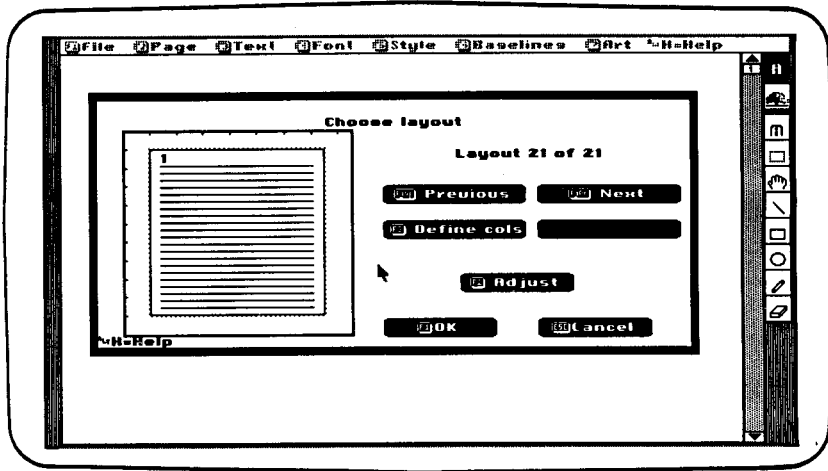 File Page Text Font Style Baselines Art ^H=Help
1
A
Choose layout
Layout 21 of 21
1
m
Previous Next
Define cols
Adjust
OK Cancel
^H=Help